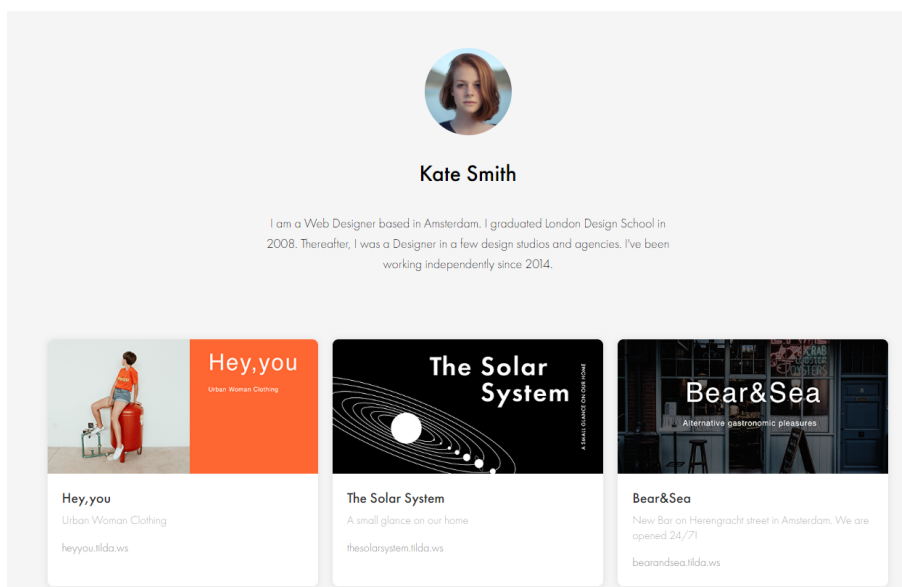 Kate Smith
I am a Web Designer based in Amsterdam. I graduated London Design School in
2008. Thereafter, I was a Designer in a few design studios and agencies. I've been
working independently since 2014.
Hey,you
Urban Woman Clothing
The Solar
System
A SMALL GLANCE ON OUR HOME
CRAB
OYSTERS
Bear&Sea
Alternative gastronomic pleasures
Hey,you
Urban Woman Clothing
heyyou.tilda.ws
The Solar System
A small glance on our home
thesolarsystem.tilda.ws
Bear&Sea
New Bar on Herengracht street in Amsterdam. We are
opened 24/7!
bearandsea.tilda.ws